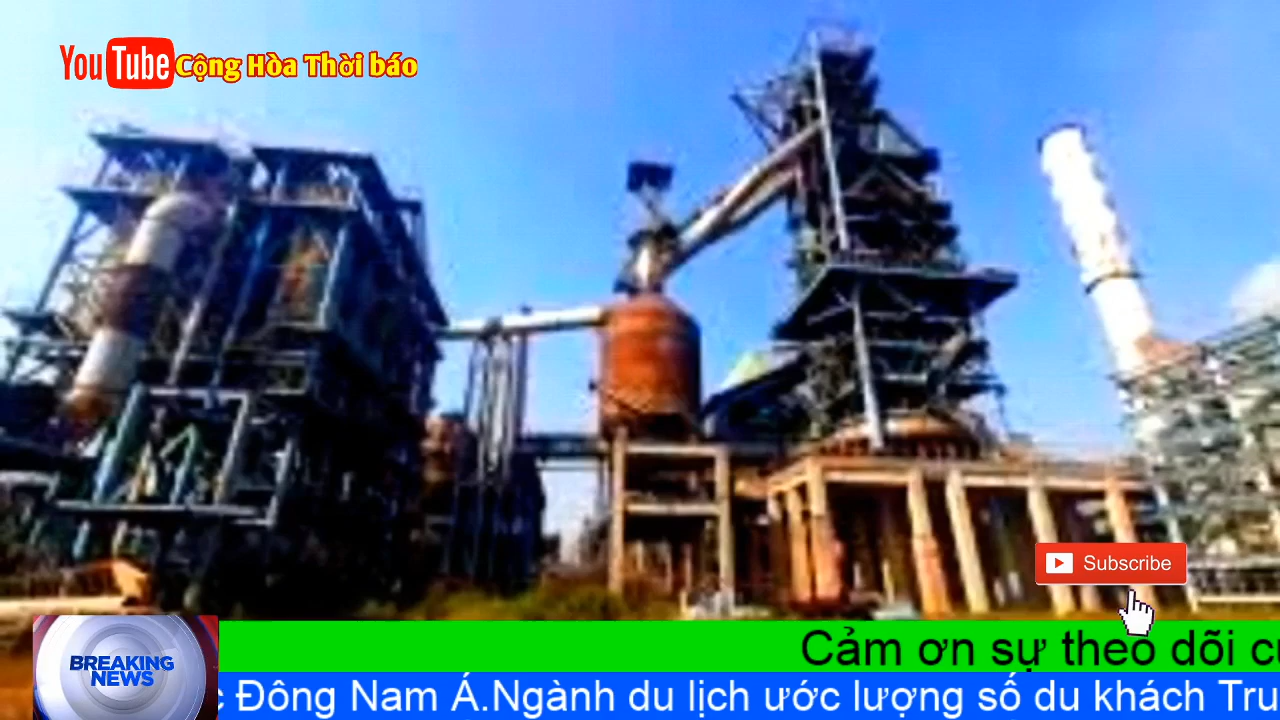 YouTube Cộng Hòa Thời báo
Subscribe
Cảm ơn sự theo dõi
BREAKING
NEWS
Đông Nam Á.Ngành du lịch ước lượng số du khách